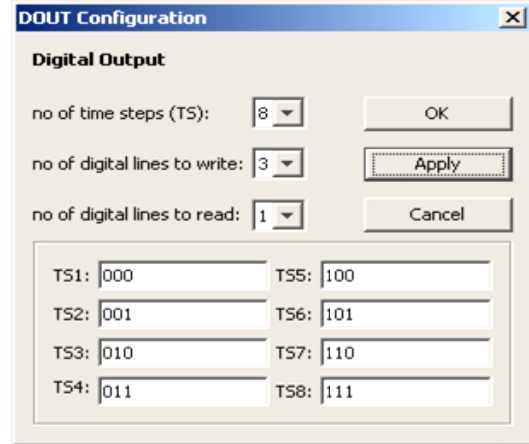 DOUT Configuration
Digital Output
no of time steps (TS): 8 OK
no of digital lines to write: 3 Apply
no of digital lines to read: 1 Cancel
TS1: 000 TS5: 100
TS2: 001 TS6: 101
TS3: 010 TS7: 110
TS4: 011 TS8: 111